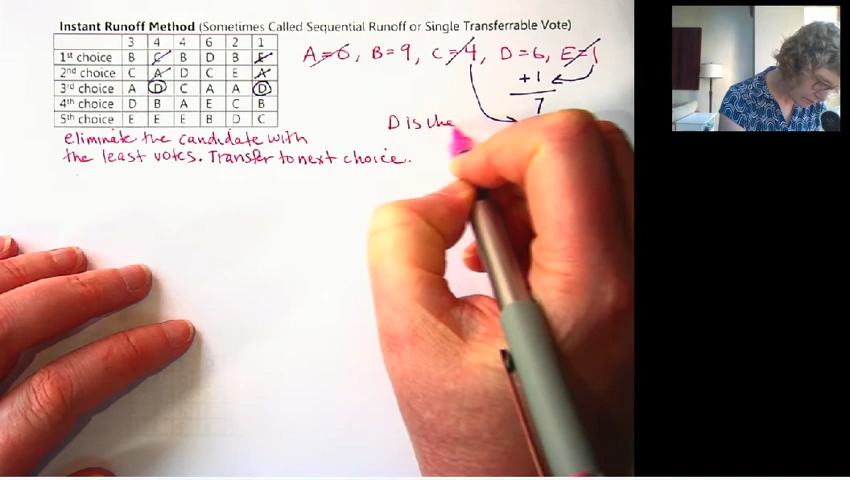 Instant Runoff Method (Sometimes Called Sequential Runoff or Single Transferrable Vote)
3 4 4 6 2 1
1st choice B C B D B E
2nd choice C A D C E A
3rd choice A D C A A D
4th choice D B A E C B
5th choice E E E B D C
A=0, B=9, C=4, D=6, E=1
+1
7
D is the
eliminate the candidate with
the least votes. Transfer to next choice.